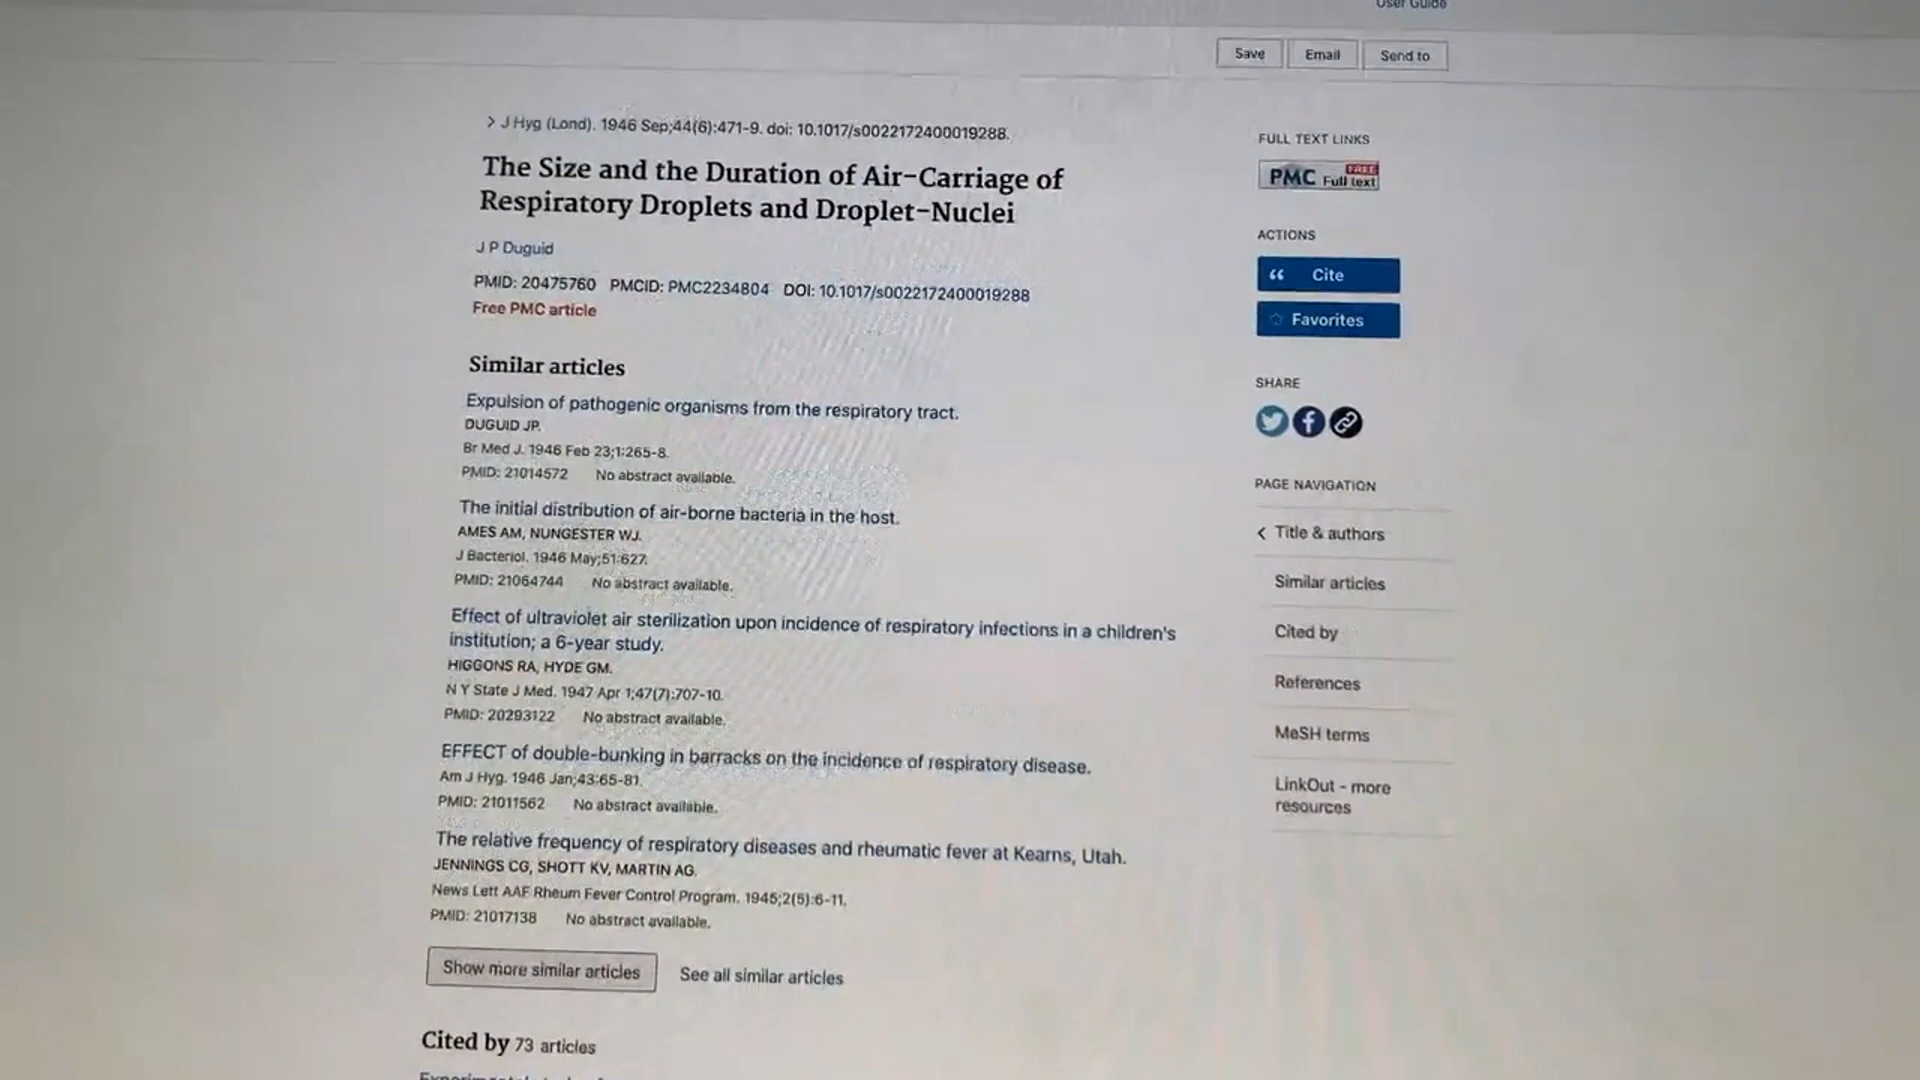 User Guide
Save
Email
Send to
> J Hyg (Lond). 1946 Sep;44(6):471-9. doi: 10.1017/s0022172400019288.
The Size and the Duration of Air-Carriage of
Respiratory Droplets and Droplet-Nuclei
J P Duguid
PMID: 20475760 PMCID: PMC2234804 DOI: 10.1017/s0022172400019288
Free PMC article
Similar articles
Expulsion of pathogenic organisms from the respiratory tract.
DUGUID JP.
Br Med J. 1946 Feb 23;1:265-8.
PMID: 21014572 No abstract available.
The initial distribution of air-borne bacteria in the host.
AMES AM, NUNGESTER WJ.
J Bacteriol. 1946 May;51:627.
PMID: 21064744 No abstract available.
Effect of ultraviolet air sterilization upon incidence of respiratory infections in a children's
institution; a 6-year study.
HIGGONS RA, HYDE GM.
N Y State J Med. 1947 Apr 1;47(7):707-10.
PMID: 20293122 No abstract available.
EFFECT of double-bunking in barracks on the incidence of respiratory disease.
Am J Hyg. 1946 Jan;43:65-81.
PMID: 21011562 No abstract available.
The relative frequency of respiratory diseases and rheumatic fever at Kearns, Utah.
JENNINGS CG, SHOTT KV, MARTIN AG.
News Lett AAF Rheum Fever Control Program. 1945;2(5):6-11.
PMID: 21017138 No abstract available.
Show more similar articles
See all similar articles
Cited by 73 articles
FULL TEXT LINKS
PMC FREE Full text
ACTIONS
Cite
Favorites
SHARE
PAGE NAVIGATION
< Title & authors
Similar articles
Cited by
References
MeSH terms
LinkOut - more
resources